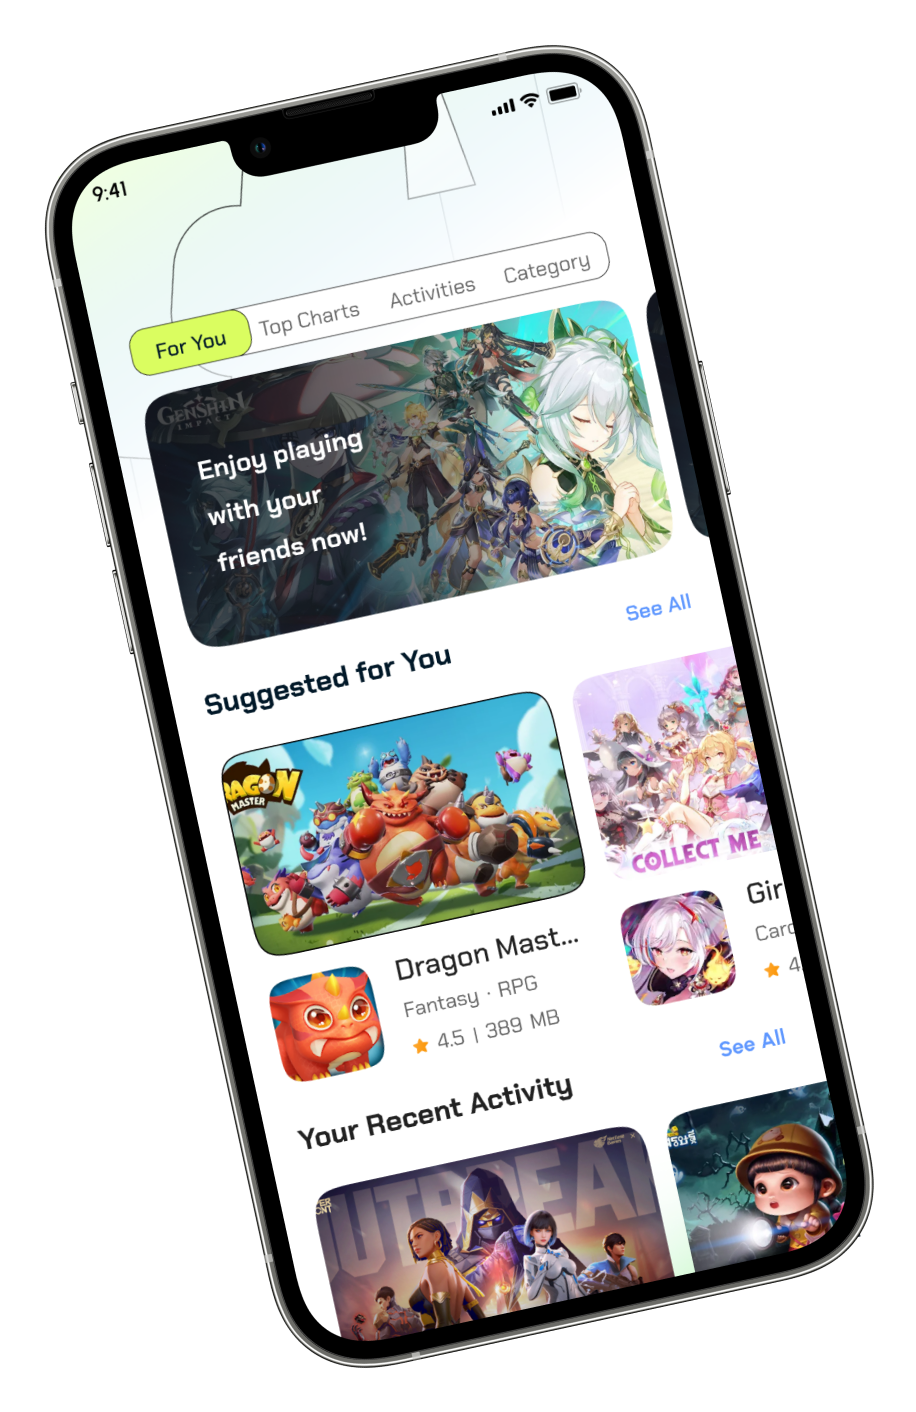 9:41
For You
Top Charts
Activities
Category
GENSHIN
IMPACT
Enjoy playing
with your
friends now!
Suggested for You
See All
DRAGON
MASTER
Dragon Mast...
Fantasy · RPG
4.5 | 389 MB
COLLECT ME
Gir
Card
4
Your Recent Activity
See All